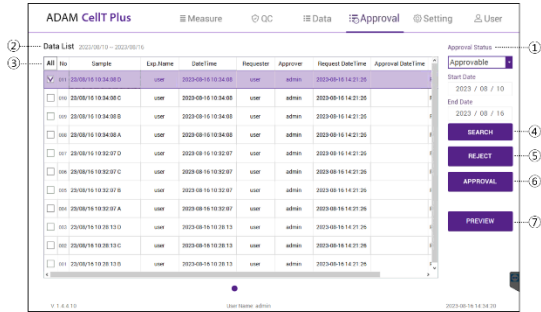 ADAM CellT Plus Measure QC Data Approval Setting User
② Data List 2023/08/10 ~ 2023/08/16 Approval Status ①
③ All No Sample Exp.Name DateTime Requester Approver Request DateTime Approval DateTime Approvable
011 23/08/16 10:34:08 D user 2023-08-16 10:34:08 user admin 2023-08-16 14:21:26 Start Date
010 23/08/16 10:34:08 C user 2023-08-16 10:34:08 user admin 2023-08-16 14:21:26 2023 / 08 / 10
009 23/08/16 10:34:08 B user 2023-08-16 10:34:08 user admin 2023-08-16 14:21:26 End Date
2023 / 08 / 16
008 23/08/16 10:34:08 A user 2023-08-16 10:34:08 user admin 2023-08-16 14:21:26 SEARCH ④
007 23/08/16 10:32:07 D user 2023-08-16 10:32:07 user admin 2023-08-16 14:21:26 REJECT ⑤
006 23/08/16 10:32:07 C user 2023-08-16 10:32:07 user admin 2023-08-16 14:21:26 APPROVAL ⑥
005 23/08/16 10:32:07 B user 2023-08-16 10:32:07 user admin 2023-08-16 14:21:26
004 23/08/16 10:32:07 A user 2023-08-16 10:32:07 user admin 2023-08-16 14:21:26
003 23/08/16 10:28:13 D user 2023-08-16 10:28:13 user admin 2023-08-16 14:21:26 PREVIEW ⑦
002 23/08/16 10:28:13 C user 2023-08-16 10:28:13 user admin 2023-08-16 14:21:26
001 23/08/16 10:28:13 B user 2023-08-16 10:28:13 user admin 2023-08-16 14:21:26
V 1.4.4.10 User Name: admin 2023-08-16 14:34:30